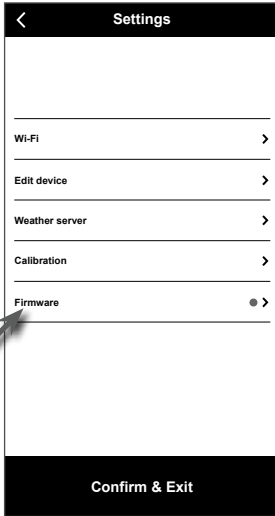 Settings
Wi-Fi
Edit device
Weather server
Calibration
Firmware
Confirm & Exit